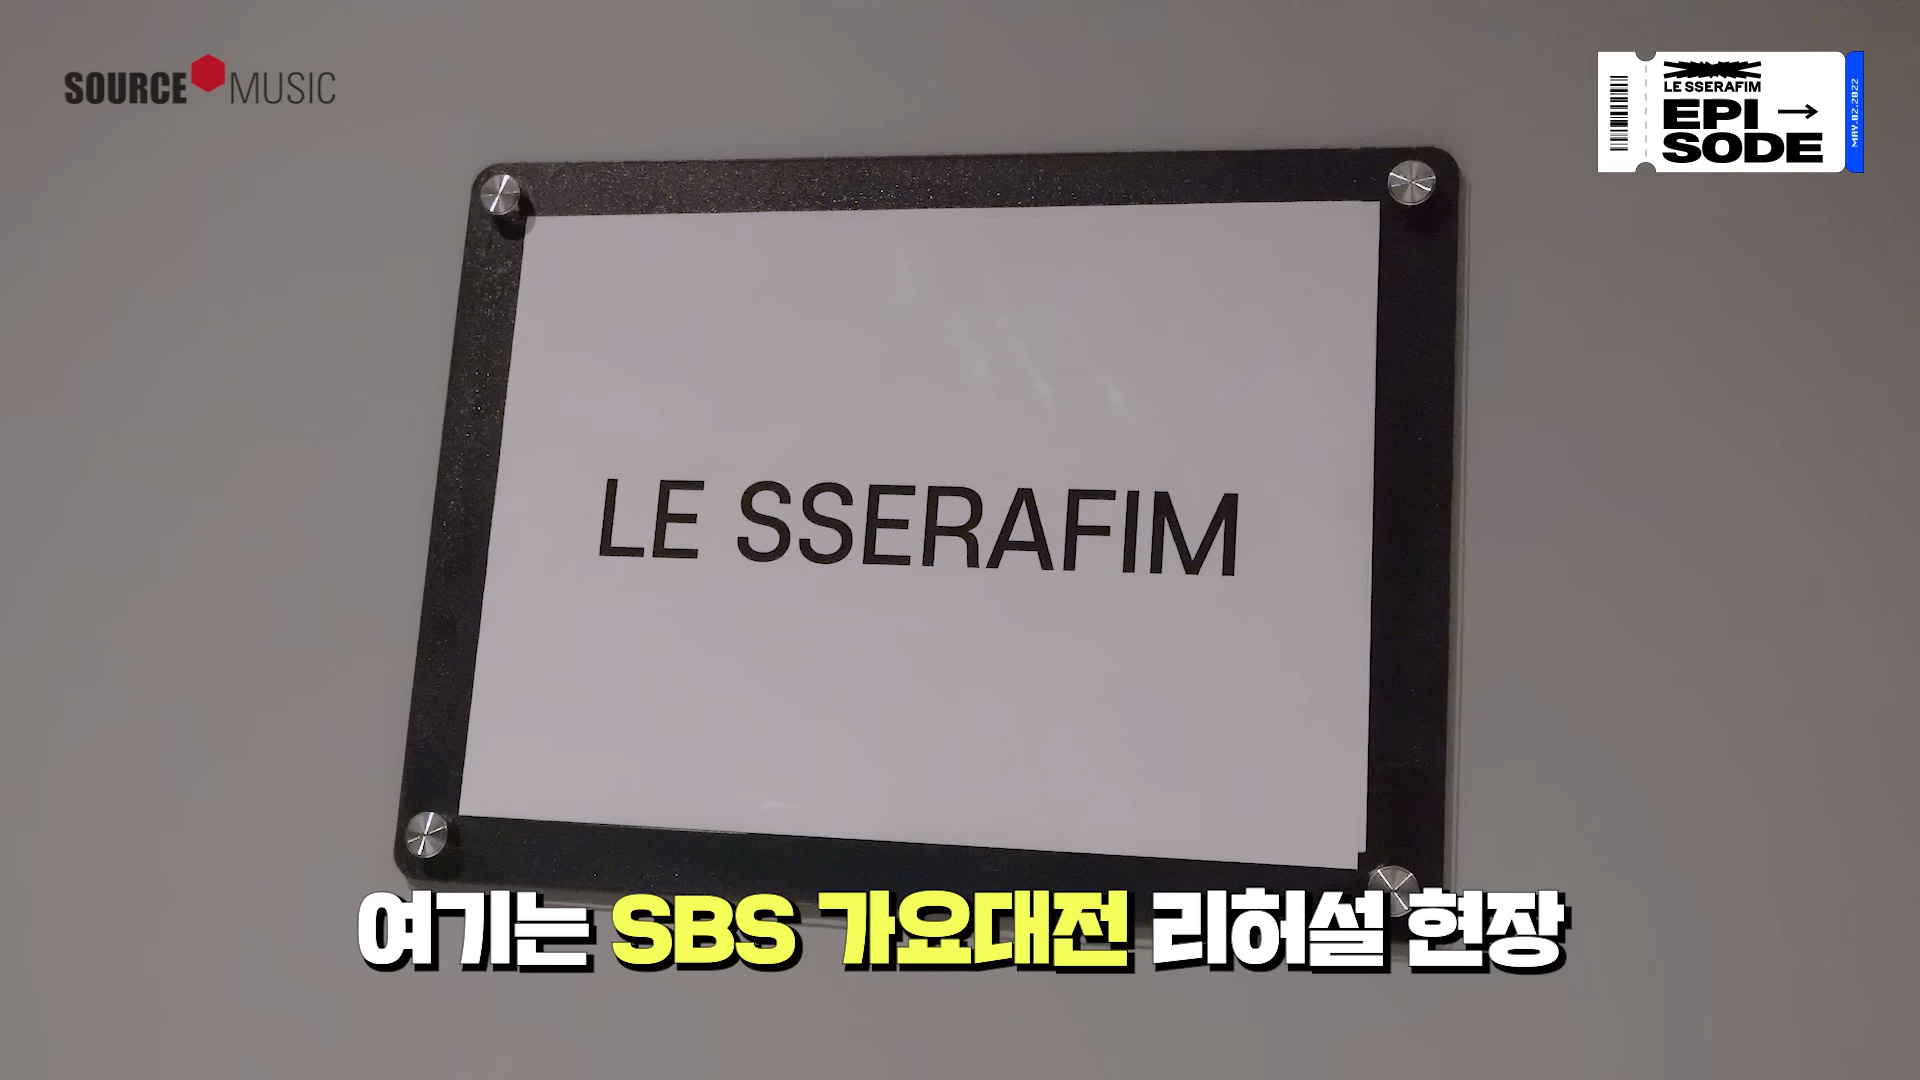 SOURCE MUSIC
LE SSERAFIM
EPI →
SODE
MAY.02.2022
LE SSERAFIM
여기는 SBS 가요대전 리허설 현장